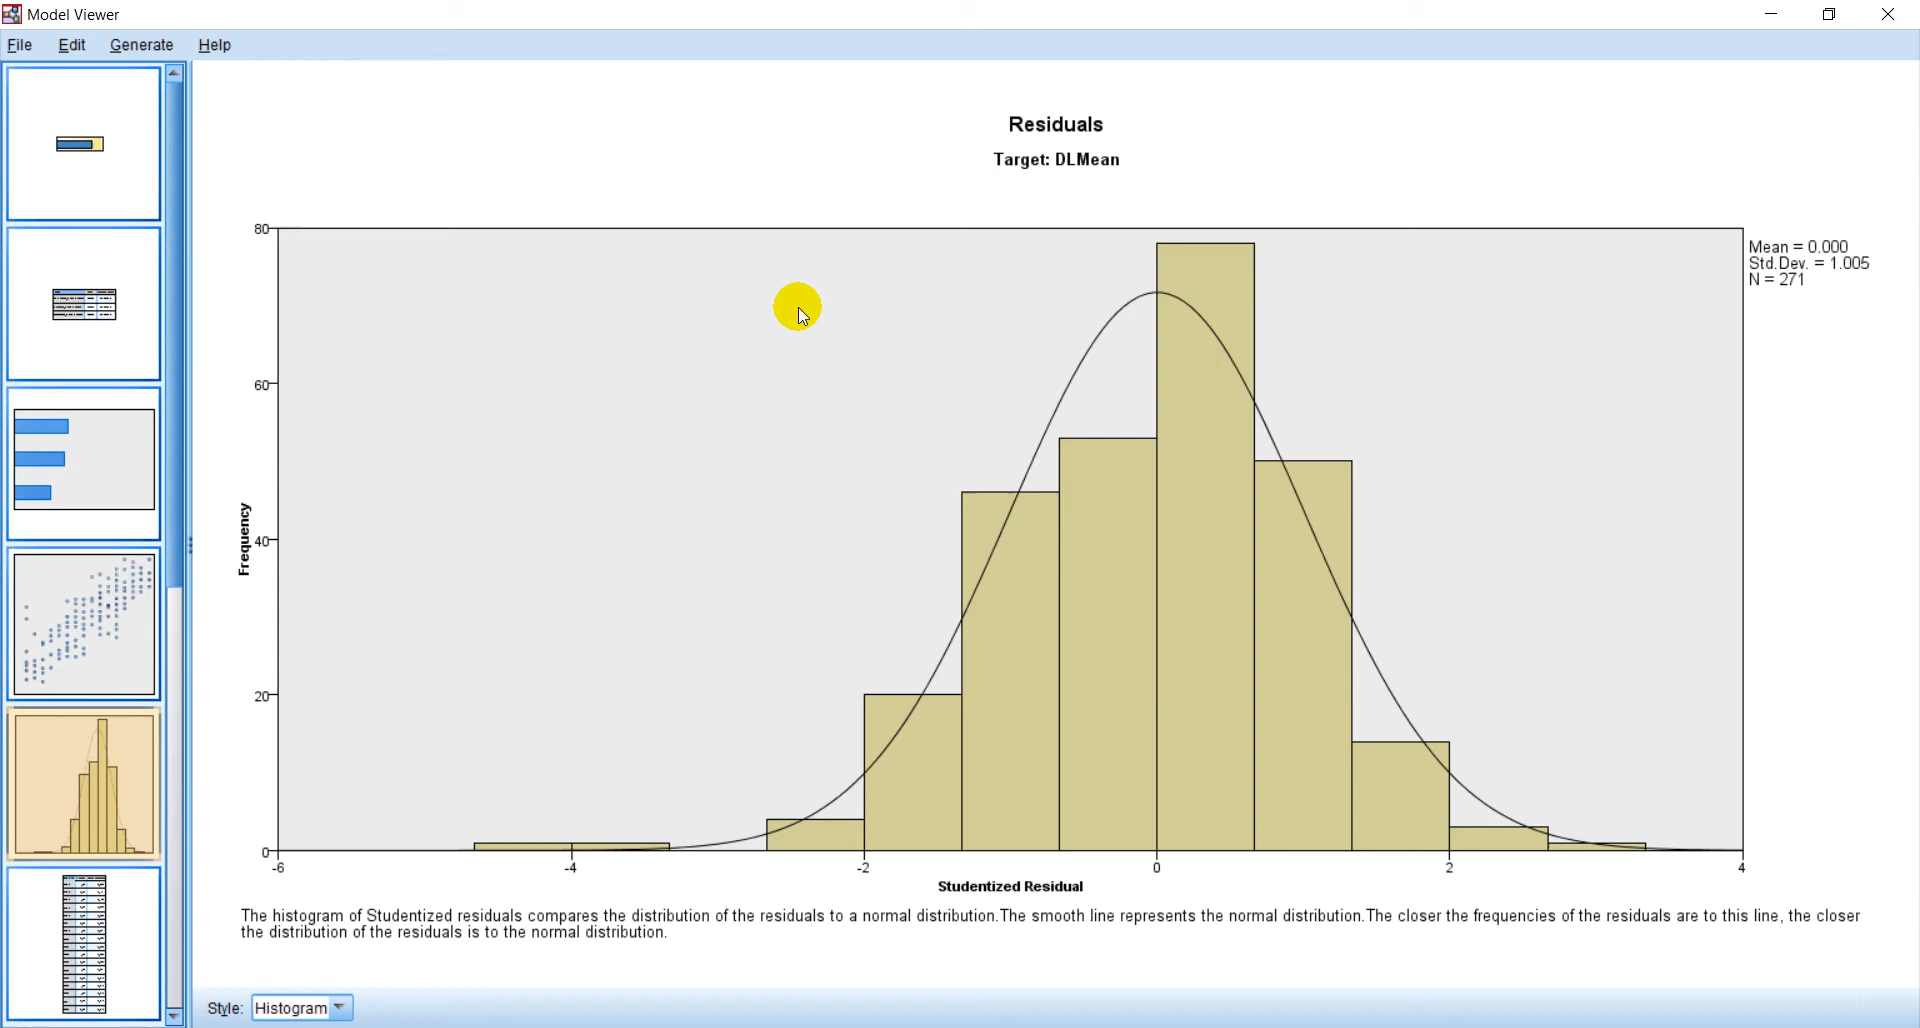 Model Viewer
File Edit Generate Help
Residuals
Target: DLMean
80
60
40
20
0
Frequency
-6 -4 -2 0 2 4
Studentized Residual
Mean = 0.000
Std.Dev. = 1.005
N = 271
The histogram of Studentized residuals compares the distribution of the residuals to a normal distribution.The smooth line represents the normal distribution.The closer the frequencies of the residuals are to this line, the closer
the distribution of the residuals is to the normal distribution.
Style: Histogram